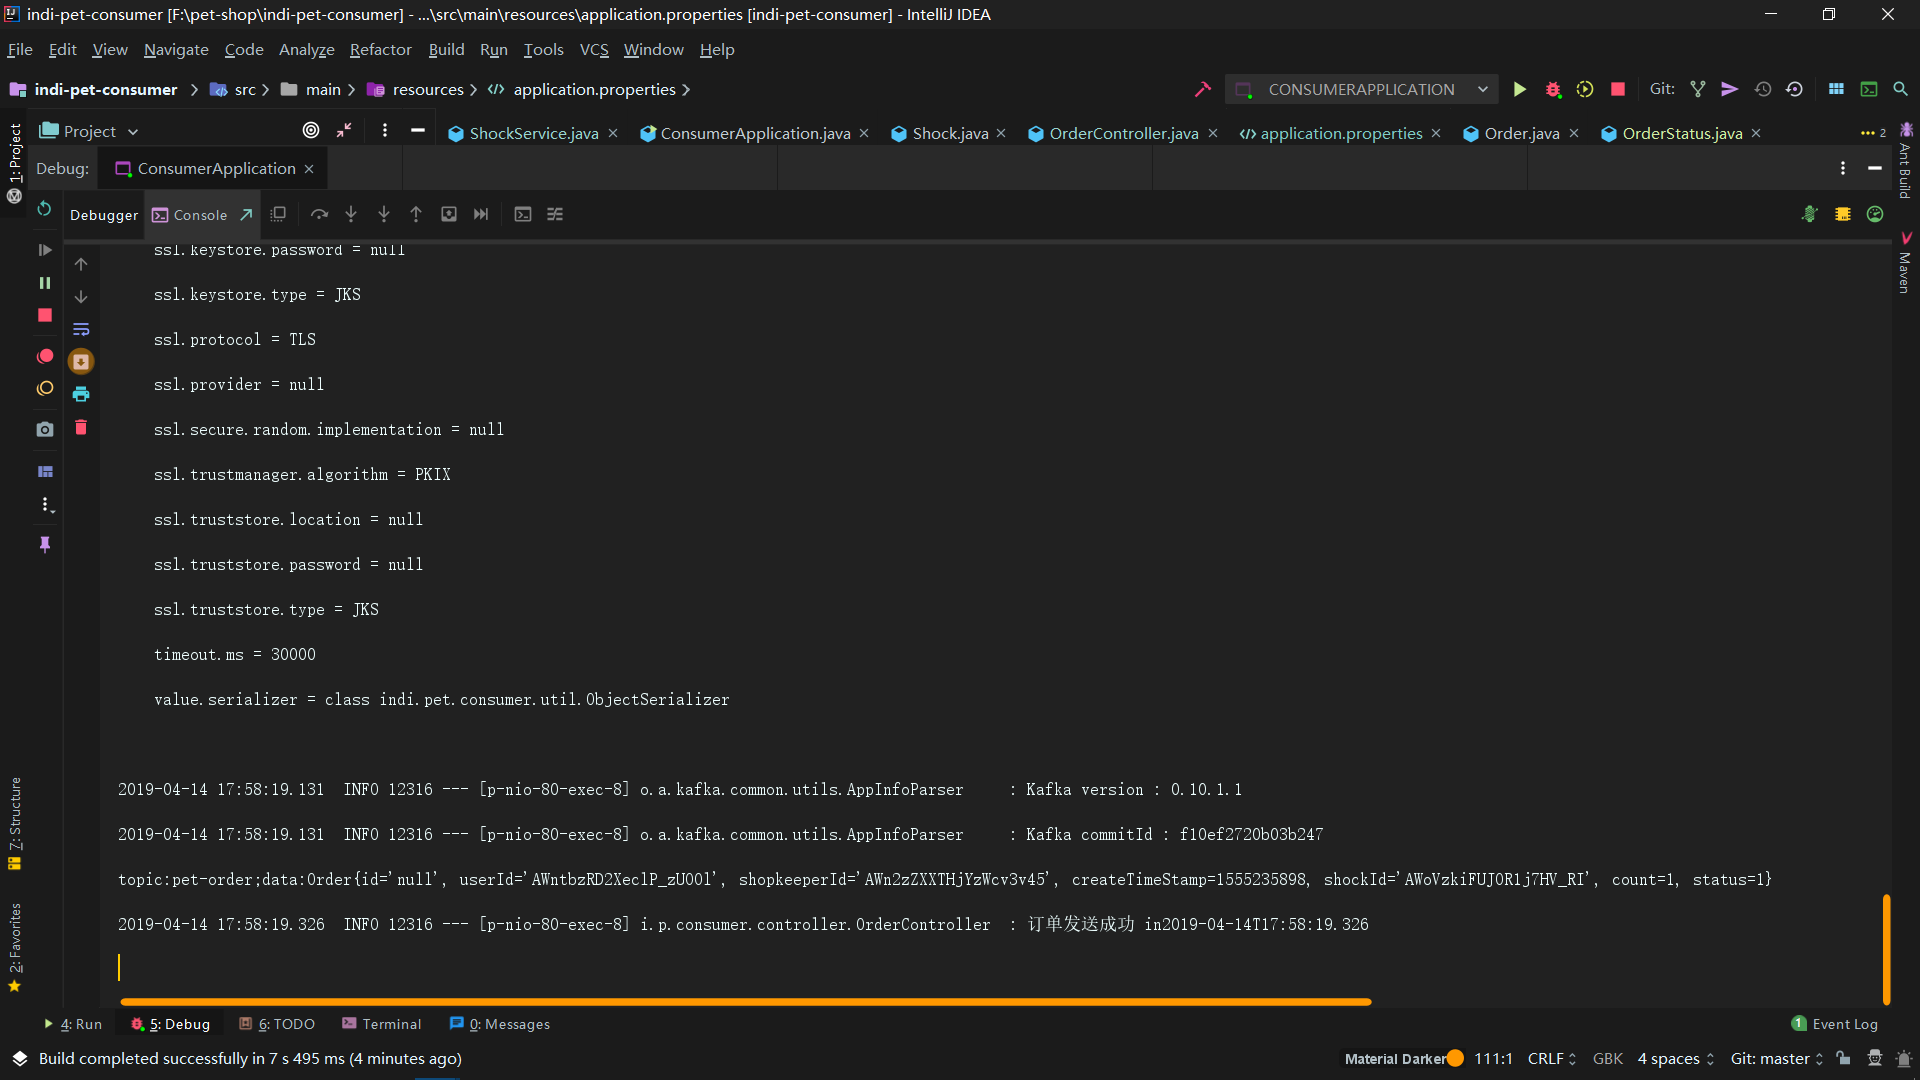 indi-pet-consumer [F:\pet-shop\indi-pet-consumer] - ...\src\main\resources\application.properties [indi-pet-consumer] - IntelliJ IDEA
File Edit View Navigate Code Analyze Refactor Build Run Tools VCS Window Help
indi-pet-consumer src main resources application.properties CONSUMERAPPLICATION Git:
1: Project
Project ShockService.java ConsumerApplication.java Shock.java OrderController.java application.properties Order.java OrderStatus.java 2
Ant Build
Debug: ConsumerApplication
Debugger Console
Maven
ssl.keystore.password = null
ssl.keystore.type = JKS
ssl.protocol = TLS
ssl.provider = null
ssl.secure.random.implementation = null
ssl.trustmanager.algorithm = PKIX
ssl.truststore.location = null
ssl.truststore.password = null
ssl.truststore.type = JKS
timeout.ms = 30000
value.serializer = class indi.pet.consumer.util.ObjectSerializer
2019-04-14 17:58:19.131  INFO 12316 --- [p-nio-80-exec-8] o.a.kafka.common.utils.AppInfoParser     : Kafka version : 0.10.1.1
2019-04-14 17:58:19.131  INFO 12316 --- [p-nio-80-exec-8] o.a.kafka.common.utils.AppInfoParser     : Kafka commitId : f10ef2720b03b247
topic:pet-order;data:Order{id='null', userId='AWntbzRD2XeclP_zU0Ol', shopkeeperId='AWn2zZXXTHjYzWcv3v45', createTimeStamp=1555235898, shockId='AWoVzkiFUJ0R1j7HV_RI', count=1, status=1}
2019-04-14 17:58:19.326  INFO 12316 --- [p-nio-80-exec-8] i.p.consumer.controller.OrderController  : 订单发送成功 in2019-04-14T17:58:19.326
7: Structure
2: Favorites
4: Run 5: Debug 6: TODO Terminal 0: Messages 1 Event Log
Build completed successfully in 7 s 495 ms (4 minutes ago) Material Darker 111:1 CRLF GBK 4 spaces Git: master